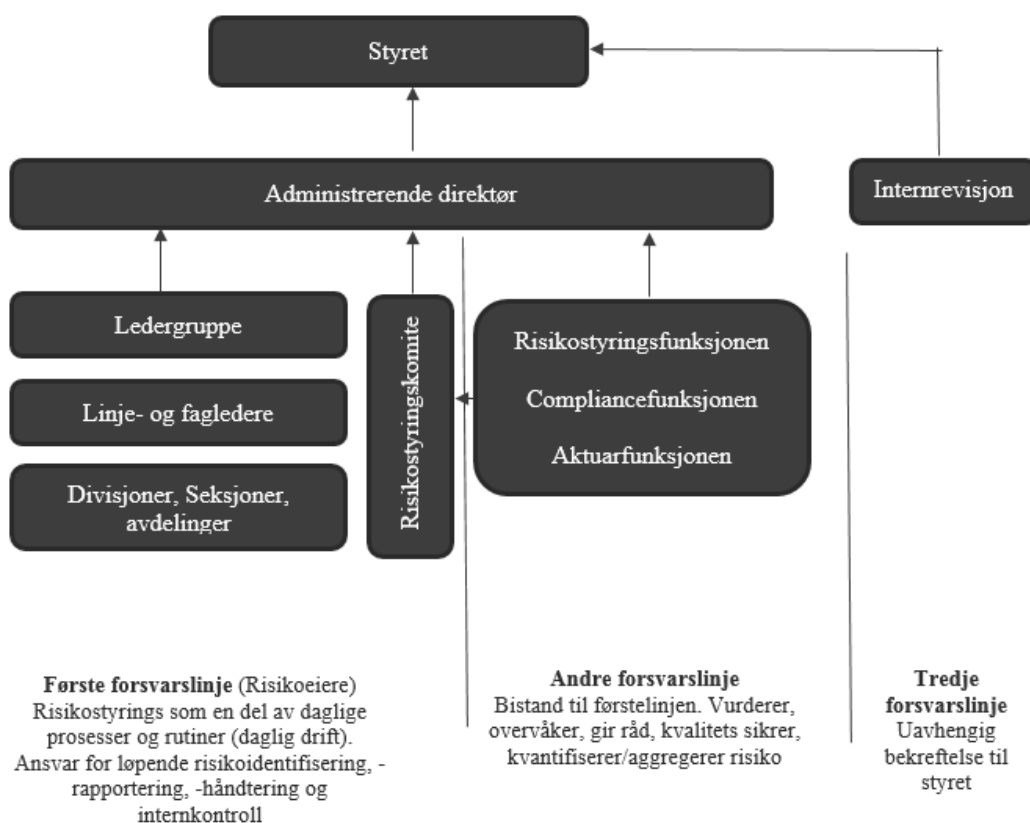 Styret
Administrerende direktør
Internrevisjon
Ledergruppe
Linje- og fagledere
Divisjoner, Seksjoner,
avdelinger
Risikostyringskomite
Risikostyringsfunksjonen
Compliancefunksjonen
Aktuarfunksjonen
Første forsvarslinje (Risikoeiere)
Risikostyrings som en del av daglige
prosesser og rutiner (daglig drift).
Ansvar for løpende risikoidentifisering, -
rapportering, -håndtering og
internkontroll
Andre forsvarslinje
Bistand til førstelinjen. Vurderer,
overvåker, gir råd, kvalitets sikrer,
kvantifiserer/aggregerer risiko
Tredje
forsvarslinje
Uavhengig
bekreftelse til
styret